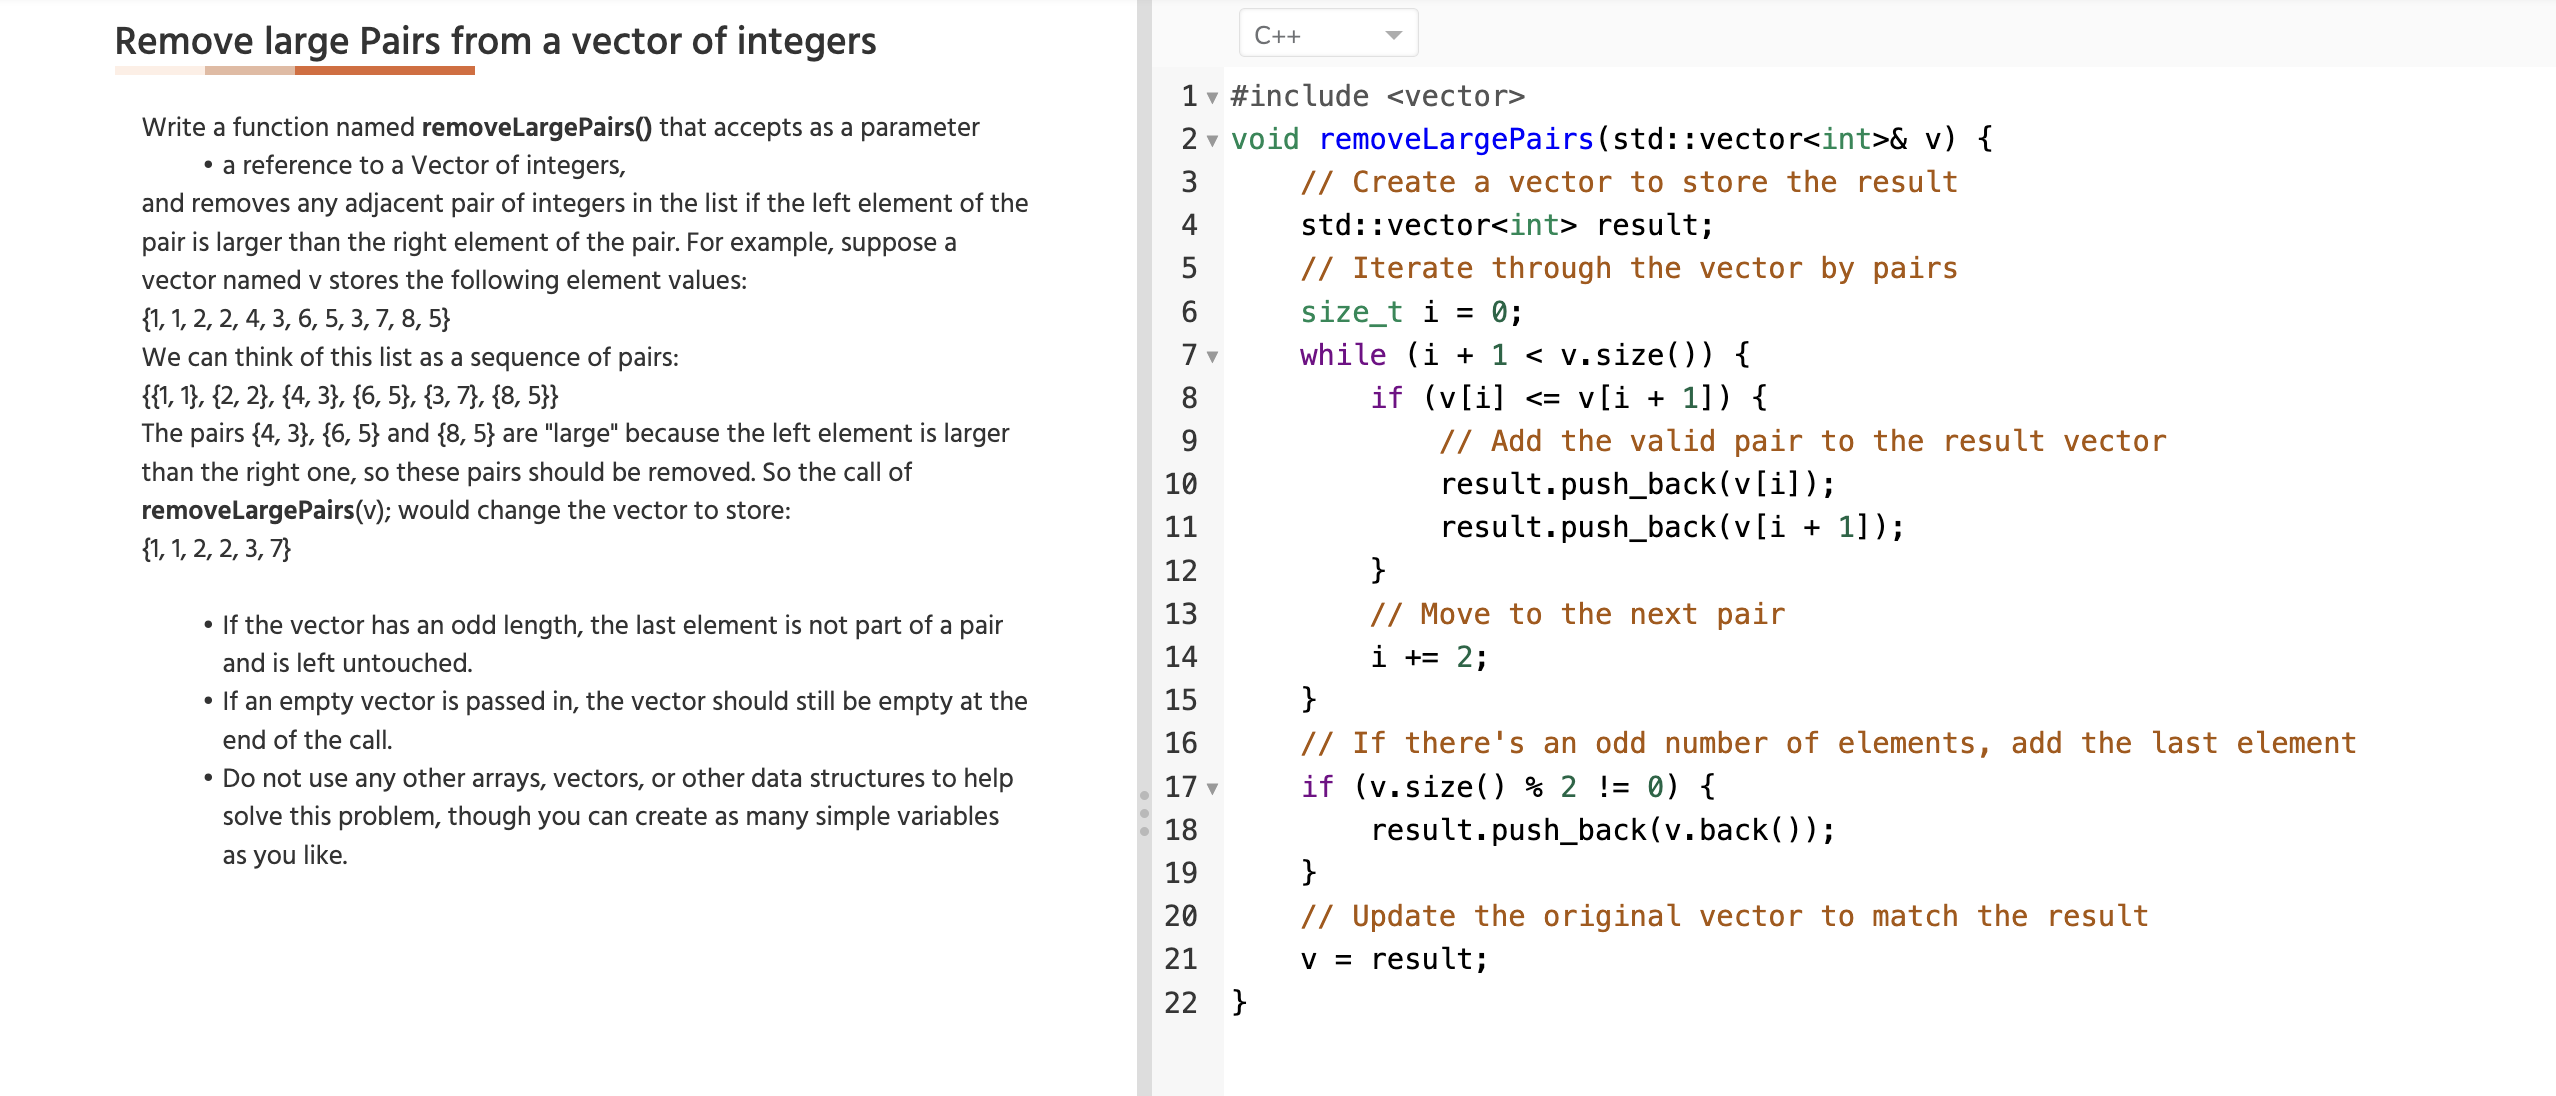 Remove large Pairs from a vector of integers
Write a function named removeLargePairs() that accepts as a parameter
• a reference to a Vector of integers,
and removes any adjacent pair of integers in the list if the left element of the
pair is larger than the right element of the pair. For example, suppose a
vector named v stores the following element values:
{1, 1, 2, 2, 4, 3, 6, 5, 3, 7, 8, 5}
We can think of this list as a sequence of pairs:
{{1, 1}, {2, 2}, {4, 3}, {6, 5}, {3, 7}, {8, 5}}
The pairs {4, 3}, {6, 5} and {8, 5} are "large" because the left element is larger
than the right one, so these pairs should be removed. So the call of
removeLargePairs(v); would change the vector to store:
{1, 1, 2, 2, 3, 7}
• If the vector has an odd length, the last element is not part of a pair
and is left untouched.
• If an empty vector is passed in, the vector should still be empty at the
end of the call.
• Do not use any other arrays, vectors, or other data structures to help
solve this problem, though you can create as many simple variables
as you like.
C++
1 #include <vector>
2 void removeLargePairs(std::vector<int>& v) {
3     // Create a vector to store the result
4     std::vector<int> result;
5     // Iterate through the vector by pairs
6     size_t i = 0;
7     while (i + 1 < v.size()) {
8         if (v[i] <= v[i + 1]) {
9             // Add the valid pair to the result vector
10             result.push_back(v[i]);
11             result.push_back(v[i + 1]);
12         }
13         // Move to the next pair
14         i += 2;
15     }
16     // If there's an odd number of elements, add the last element
17     if (v.size() % 2 != 0) {
18         result.push_back(v.back());
19     }
20     // Update the original vector to match the result
21     v = result;
22 }